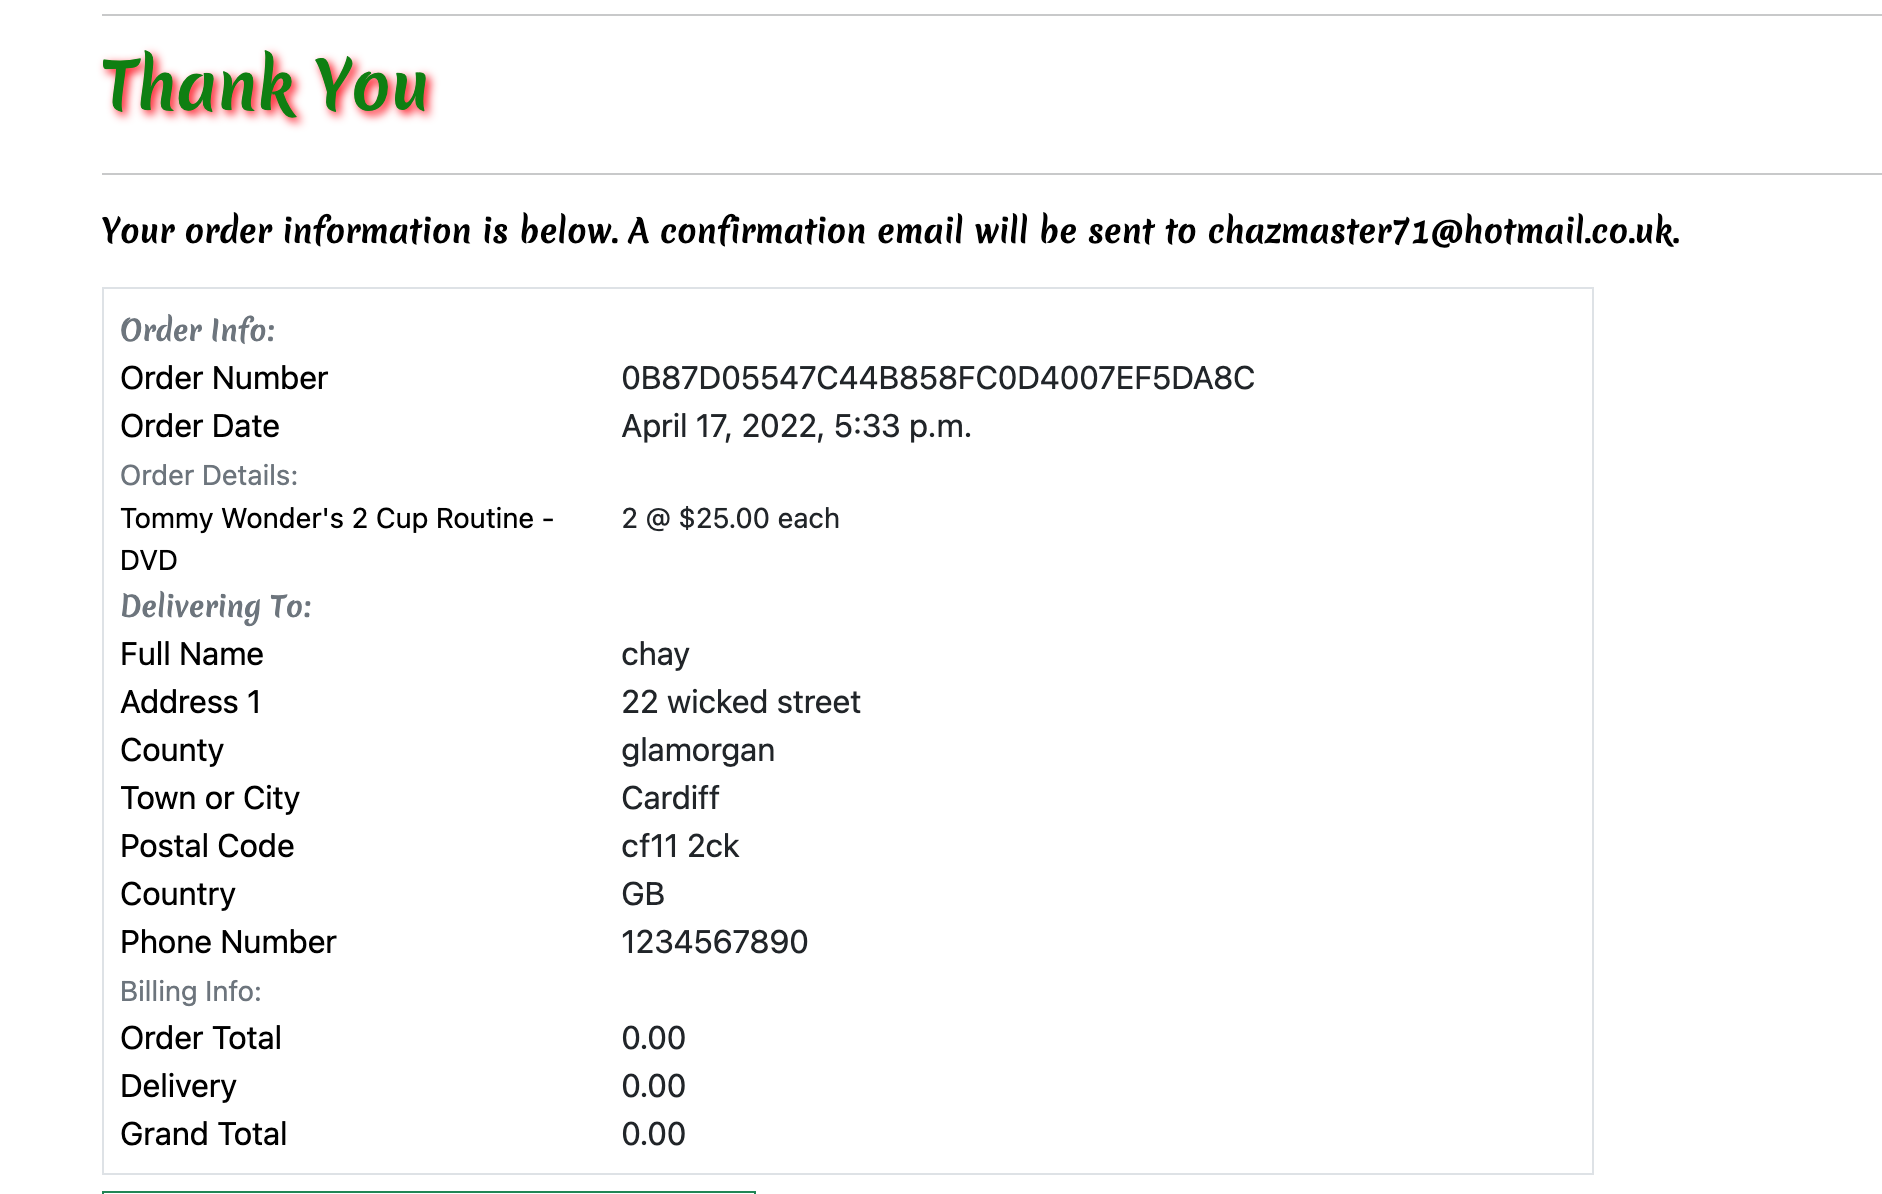 Thank You
Your order information is below. A confirmation email will be sent to chazmaster71@hotmail.co.uk.
Order Info:
Order Number 0B87D05547C44B858FC0D4007EF5DA8C
Order Date April 17, 2022, 5:33 p.m.
Order Details:
Tommy Wonder's 2 Cup Routine - 2 @ $25.00 each
DVD
Delivering To:
Full Name chay
Address 1 22 wicked street
County glamorgan
Town or City Cardiff
Postal Code cf11 2ck
Country GB
Phone Number 1234567890
Billing Info:
Order Total 0.00
Delivery 0.00
Grand Total 0.00